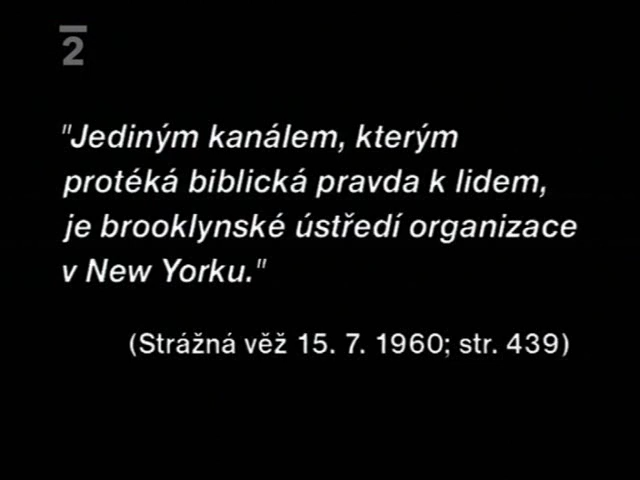 2
"Jediným kanálem, kterým
protéká biblická pravda k lidem,
je brooklynské ústředí organizace
v New Yorku."
(Strážná věž 15. 7. 1960; str. 439)